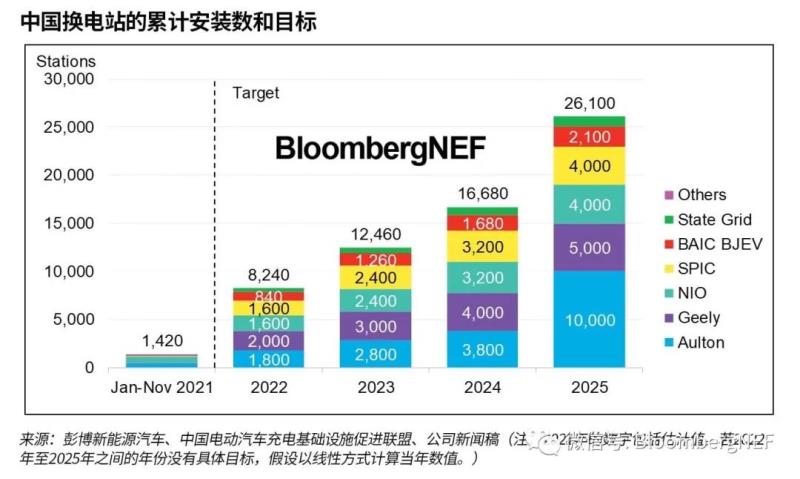 中国换电站的累计安装数和目标
Stations
30,000
25,000
20,000
15,000
10,000
5,000
0
Target
BloombergNEF
1,420
8,240
840
1,600
1,600
2,000
1,800
12,460
1,260
2,400
2,400
3,000
2,800
16,680
1,680
3,200
3,200
4,000
3,800
26,100
2,100
4,000
4,000
5,000
10,000
Jan-Nov 2021
2022
2023
2024
2025
Others
State Grid
BAIC BJEV
SPIC
NIO
Geely
Aulton
来源：彭博新能源汽车、中国电动汽车充电基础设施促进联盟、公司新闻稿（注
微信号: BloombergNEF
年至2025年之间的年份没有具体目标，假设以线性方式计算当年数值。）